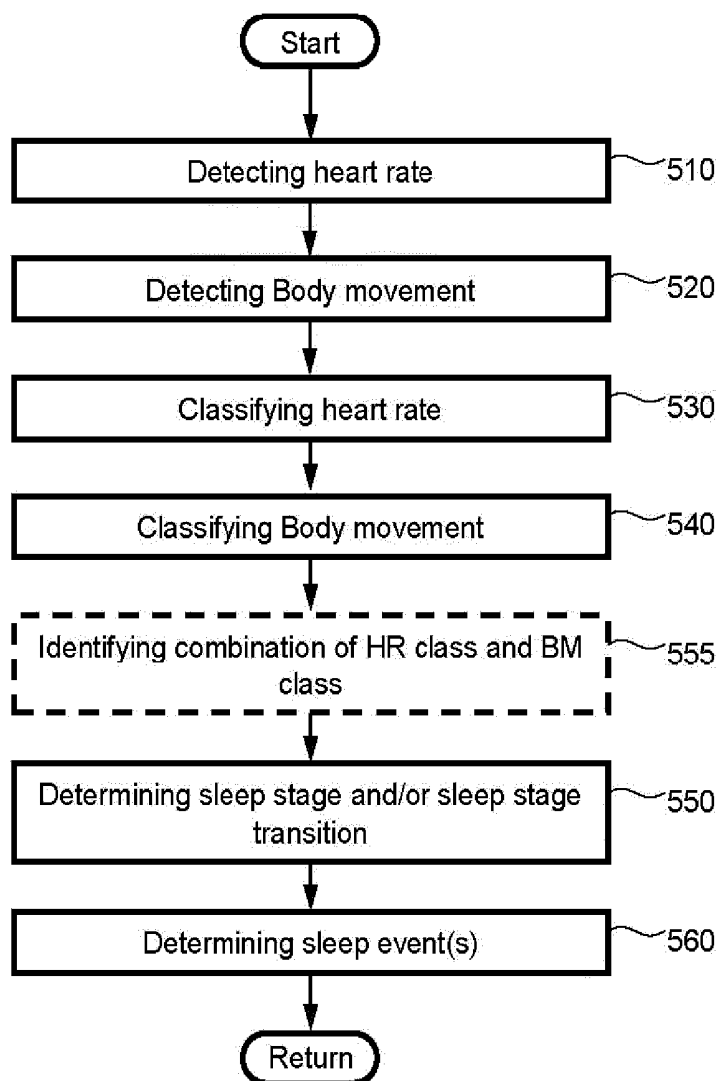 Start
Detecting heart rate
510
Detecting Body movement
520
Classifying heart rate
530
Classifying Body movement
540
Identifying combination of HR class and BM
class
555
Determining sleep stage and/or sleep stage
transition
550
Determining sleep event(s)
560
Return